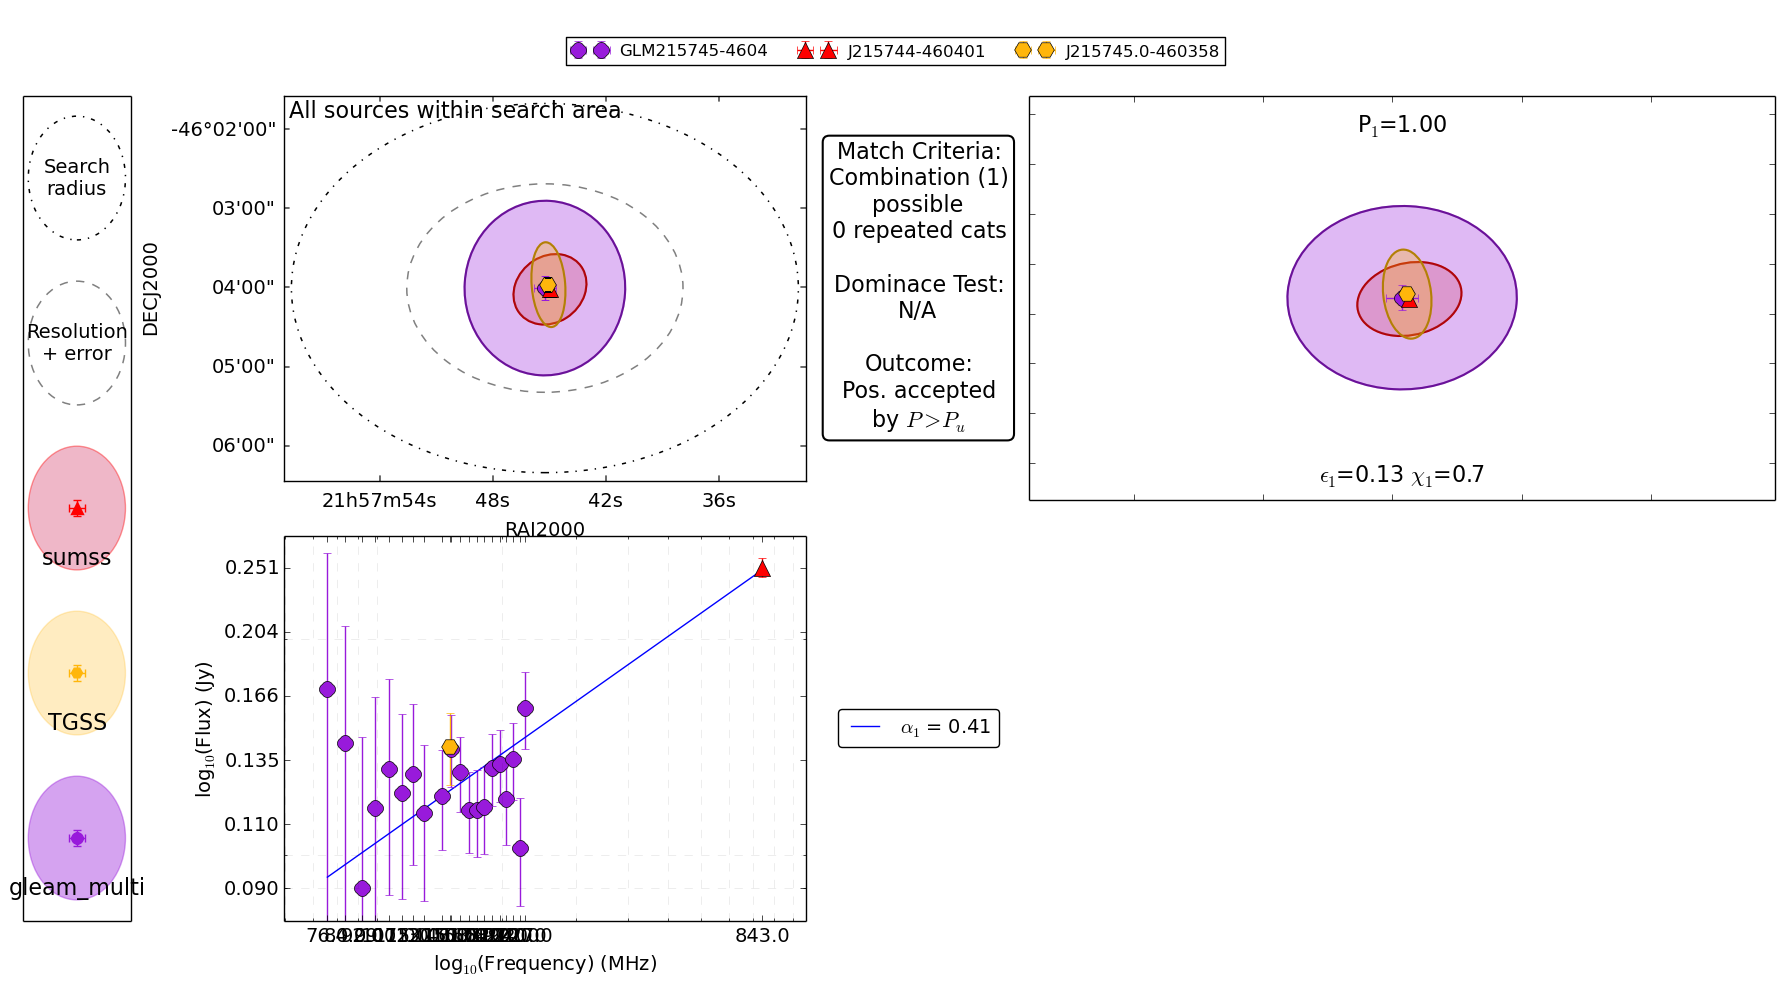 GLM215745-4604 J215744-460401 J215745.0-460358
Search
radius
Resolution
+ error
sumss
TGSS
gleam_multi
All sources within search area
DECJ2000
-46°02'00"
03'00"
04'00"
05'00"
06'00"
21h57m54s 48s 42s 36s
RAJ2000
Match Criteria:
Combination (1)
possible
0 repeated cats
Dominace Test:
N/A
Outcome:
Pos. accepted
by P>Pu
P1=1.00
ϵ1=0.13 χ1=0.7
log10(Flux) (Jy)
0.251
0.204
0.166
0.135
0.110
0.090
843.0
log10(Frequency) (MHz)
α1 = 0.41